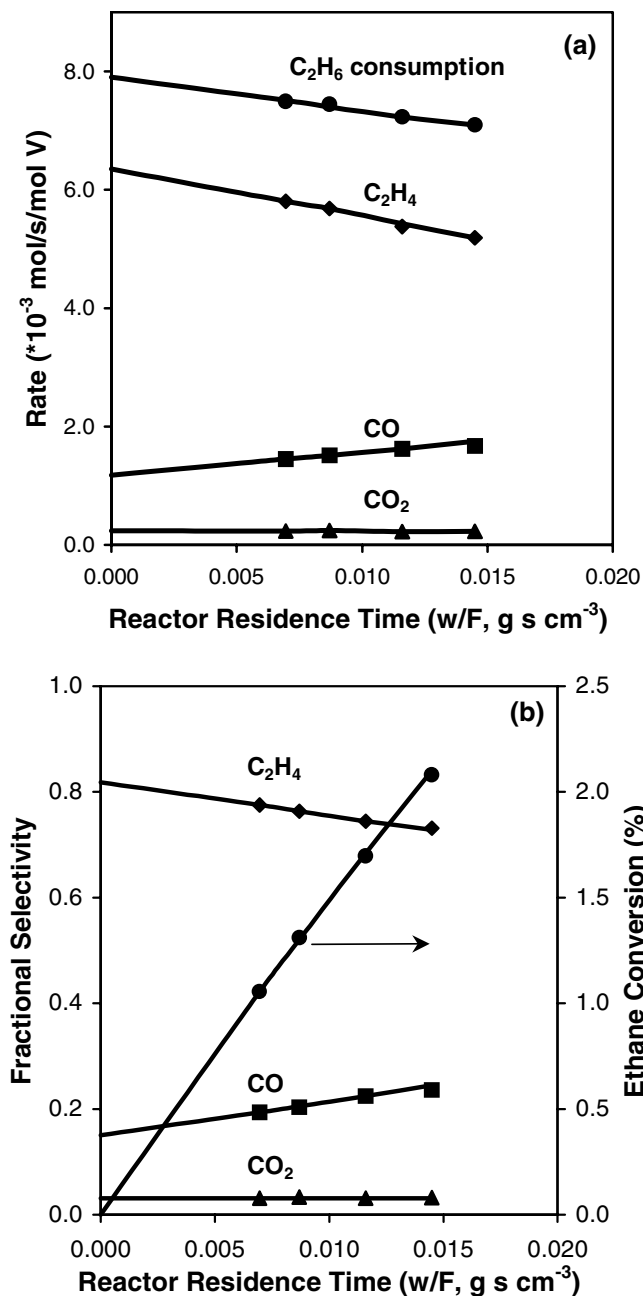 (a)
C₂H₆ consumption
C₂H₄
CO
CO₂
Rate (*10⁻³ mol/s/mol V)
8.0
6.0
4.0
2.0
0.0
0.000 0.005 0.010 0.015 0.020
Reactor Residence Time (w/F, g s cm⁻³)
(b)
C₂H₄
CO
CO₂
Fractional Selectivity
1.0
0.8
0.6
0.4
0.2
0.0
2.5
2.0
1.5
1.0
0.5
0.0
Ethane Conversion (%)
0.000 0.005 0.010 0.015 0.020
Reactor Residence Time (w/F, g s cm⁻³)